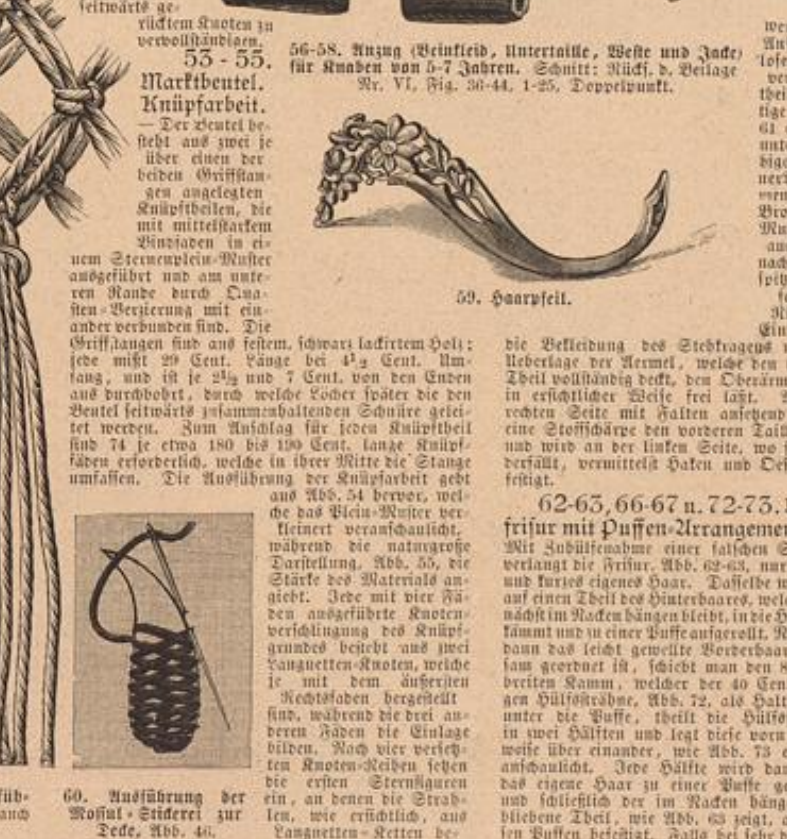 seitwärts ge-
rücktem Knoten zu
vervollständigen.
53-55.
Marktbeutel.
Knüpfarbeit.
— Der Beutel be-
steht aus zwei je
über einen der
beiden Griffstan-
gen angelegten
Knüpftheilen, die
mit mittelstarkem
Bindfaden in ei-
nem Sternenplein-Muster
ausgeführt und am unte-
ren Rande durch Qua-
sten-Verzierung mit ein-
ander verbunden sind. Die
Griffstangen sind aus festem, schwarz lackirtem Holz;
jede mißt 29 Cent. Länge bei 4½ Cent. Um-
fang, und ist je 2½ und 7 Cent. von den Enden
aus durchbohrt, durch welche Löcher später die den
Beutel seitwärts zusammenhaltenden Schnüre gelei-
tet werden. Zum Anschlag für jeden Knüpftheil
sind 74 je etwa 180 bis 190 Cent. lange Knüpf-
fäden erforderlich, welche in ihrer Mitte die Stange
umfassen. Die Ausführung der Knüpfarbeit geht
aus Abb. 54 hervor, wel-
che das Plein-Muster ver-
kleinert veranschaulicht,
während die naturgroße
Darstellung, Abb. 55, die
Stärke des Materials an-
giebt. Jede mit vier Fä-
den ausgeführte Knoten-
verschlingung des Knüpf-
grundes besteht aus zwei
Languetten-Knoten, welche
je mit dem äußersten
Rechtsfaden hergestellt
sind, während die drei an-
deren Fäden die Einlage
bilden. Nach vier versetz-
ten Knoten-Reihen setzen
die ersten Sternfiguren
ein, an denen die Strah-
len, wie ersichtlich, aus
Languetten-Ketten be-
60. Ausführung der
Mossul-Stickerei zur
Decke, Abb. 46.
56-58. Anzug (Beinkleid, Untertaille, Weste und Jacke)
für Knaben von 5-7 Jahren. Schnitt: Rücks. d. Beilage
Nr. VI, Fig. 36-44, 1-25, Doppelpunkt.
59. Haarpfeil.
die Bekleidung des Stehkragens
Ueberlage der Aermel, welche den
Theil vollständig deckt, den Oberärm
in ersichtlicher Weise frei läßt.
rechten Seite mit Falten ansetzend
eine Stoffschärpe den vorderen Taill
und wird an der linken Seite, wo
derfällt, vermittelst Haken und Oes
festigt.
62-63, 66-67 u. 72-73.
frisur mit Puffen-Arrangemen
Mit Zuhülfenahme einer falschen S
verlangt die Frisur, Abb. 62-63, nur
und kurzes eigenes Haar. Dasselbe w
auf einen Theil des Hinterhaares, welc
nächst im Nacken hängen bleibt, in die H
kämmt und zu einer Puffe aufgerollt.
dann das leicht gewellte Vorderhaar
sam geordnet ist, schiebt man den 8
breiten Kamm, welcher der 40 Cen
gen Hülfssträhne, Abb. 72, als Halt
unter die Puffe, theilt die Hülfs
in zwei Hälften und legt diese vorn
weise über einander, wie Abb. 73
anschaulicht. Jede Hälfte wird dan
das eigene Haar zu einer Puffe ge
und schließlich der im Nacken häng
bliebene Theil, wie Abb. 63 zeigt,
sen Puffen befestigt. Falls bei sehr